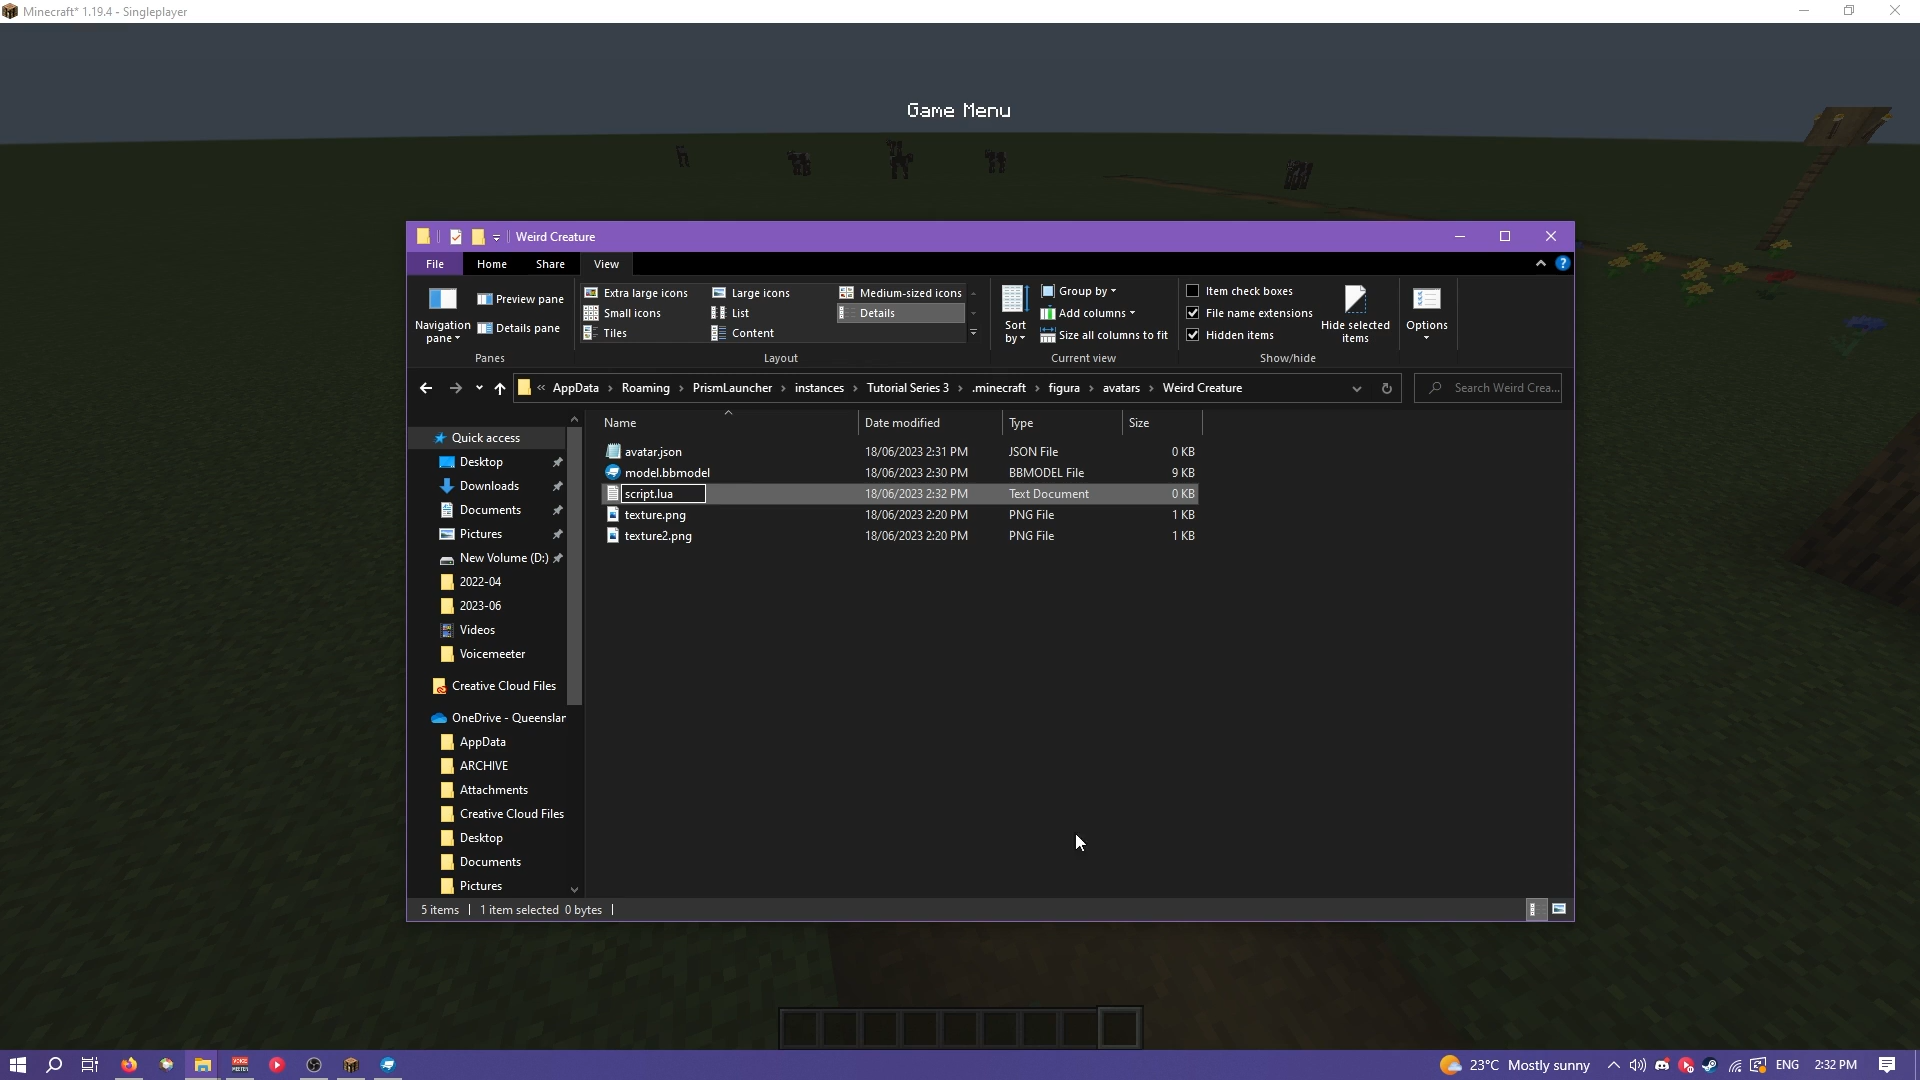 Minecraft* 1.19.4 - Singleplayer
Game Menu
Weird Creature
File Home Share View
Navigation pane
Preview pane
Details pane
Panes
Extra large icons Large icons Medium-sized icons
Small icons List Details
Tiles Content
Layout
Sort by
Group by
Add columns
Size all columns to fit
Current view
Item check boxes
File name extensions
Hidden items
Hide selected items
Show/hide
Options
« AppData > Roaming > PrismLauncher > instances > Tutorial Series 3 > .minecraft > figura > avatars > Weird Creature
Search Weird Crea...
Name Date modified Type Size
avatar.json 18/06/2023 2:31 PM JSON File 0 KB
model.bbmodel 18/06/2023 2:30 PM BBMODEL File 9 KB
script.lua 18/06/2023 2:32 PM Text Document 0 KB
texture.png 18/06/2023 2:20 PM PNG File 1 KB
texture2.png 18/06/2023 2:20 PM PNG File 1 KB
Quick access
Desktop
Downloads
Documents
Pictures
New Volume (D:)
2022-04
2023-06
Videos
Voicemeeter
Creative Cloud Files
OneDrive - Queenslar
AppData
ARCHIVE
Attachments
Creative Cloud Files
Desktop
Documents
Pictures
5 items 1 item selected 0 bytes
23°C Mostly sunny ENG 2:32 PM